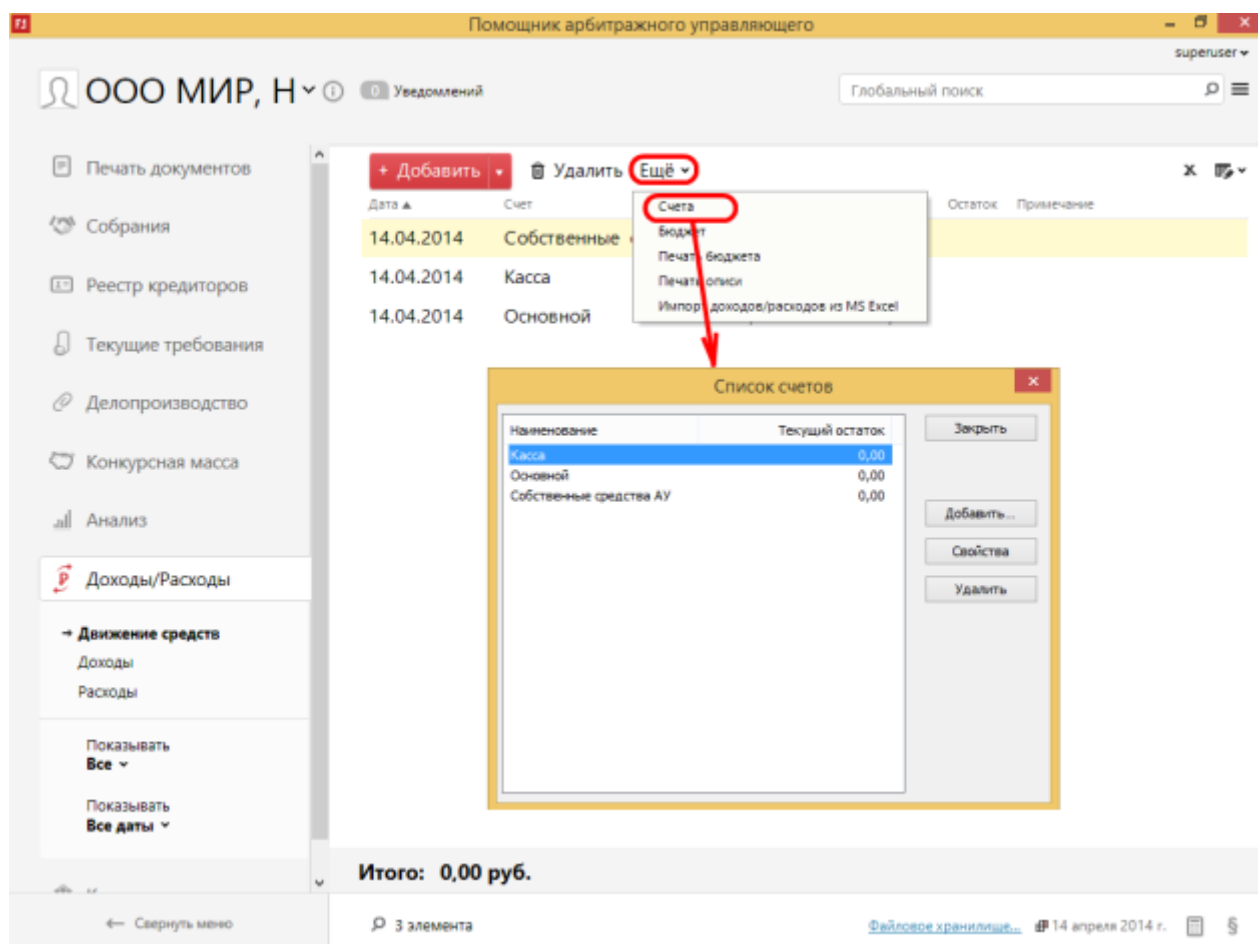 Помощник арбитражного управляющего
superuser
ООО МИР, Н
0 Уведомлений
Глобальный поиск
Печать документов
Собрания
Реестр кредиторов
Текущие требования
Делопроизводство
Конкурсная масса
Анализ
Доходы/Расходы
→ Движение средств
Доходы
Расходы
Показывать
Все
Показывать
Все даты
← Свернуть меню
+ Добавить
Удалить
Ещё
Дата Счет Остаток Примечание
14.04.2014 Собственные
14.04.2014 Касса
14.04.2014 Основной
Счета
Бюджет
Печать бюджета
Печать описи
Импорт доходов/расходов из MS Excel
Список счетов
Наименование Текущий остаток
Касса 0,00
Основной 0,00
Собственные средства АУ 0,00
Закрыть
Добавить...
Свойства
Удалить
Итого: 0,00 руб.
3 элемента
Файловое хранилище...
14 апреля 2014 г.
§